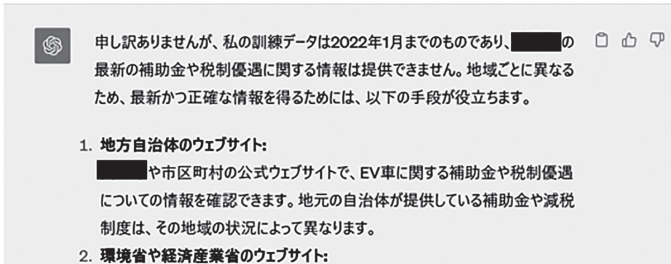 申し訳ありませんが、私の訓練データは2022年1月までのものであり、の
最新の補助金や税制優遇に関する情報は提供できません。地域ごとに異なる
ため、最新かつ正確な情報を得るためには、以下の手段が役立ちます。
1. 地方自治体のウェブサイト:
や市区町村の公式ウェブサイトで、EV車に関する補助金や税制優遇
についての情報を確認できます。地元の自治体が提供している補助金や減税
制度は、その地域の状況によって異なります。
2. 環境省や経済産業省のウェブサイト: